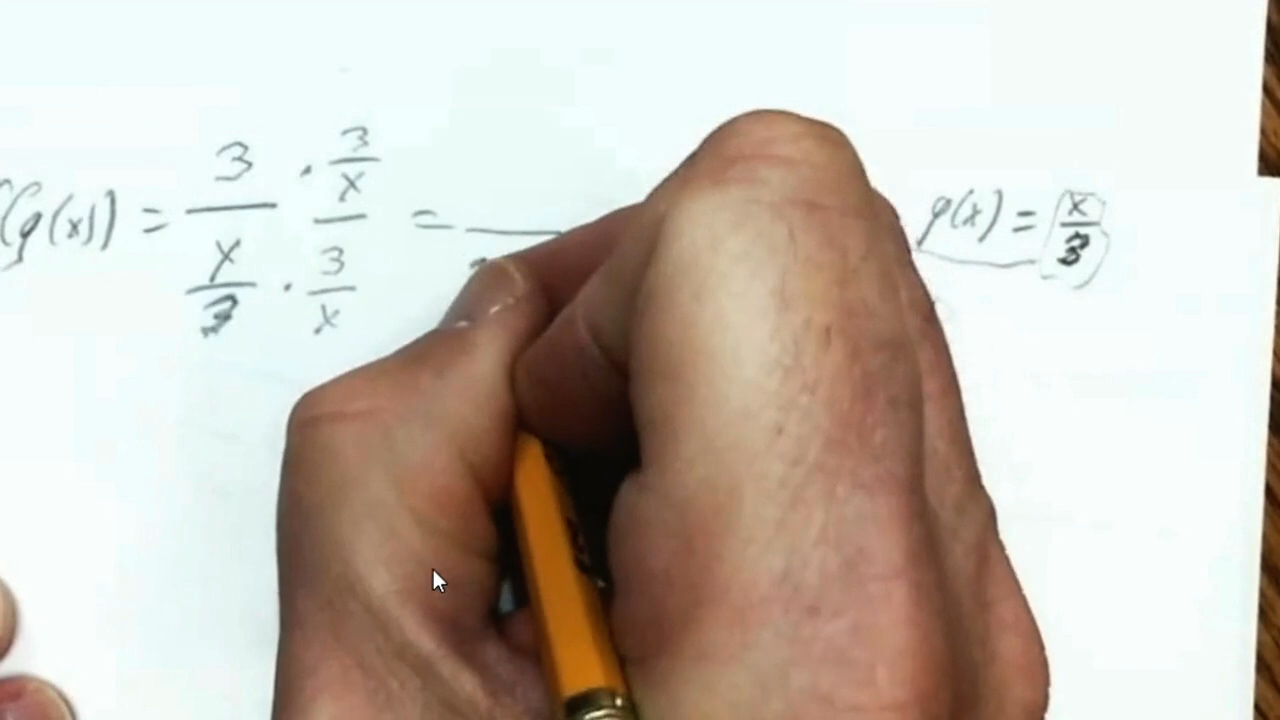 (g(x)) = 3/(x/3) · (3/x)/(3/x) =
g(x) = x/3